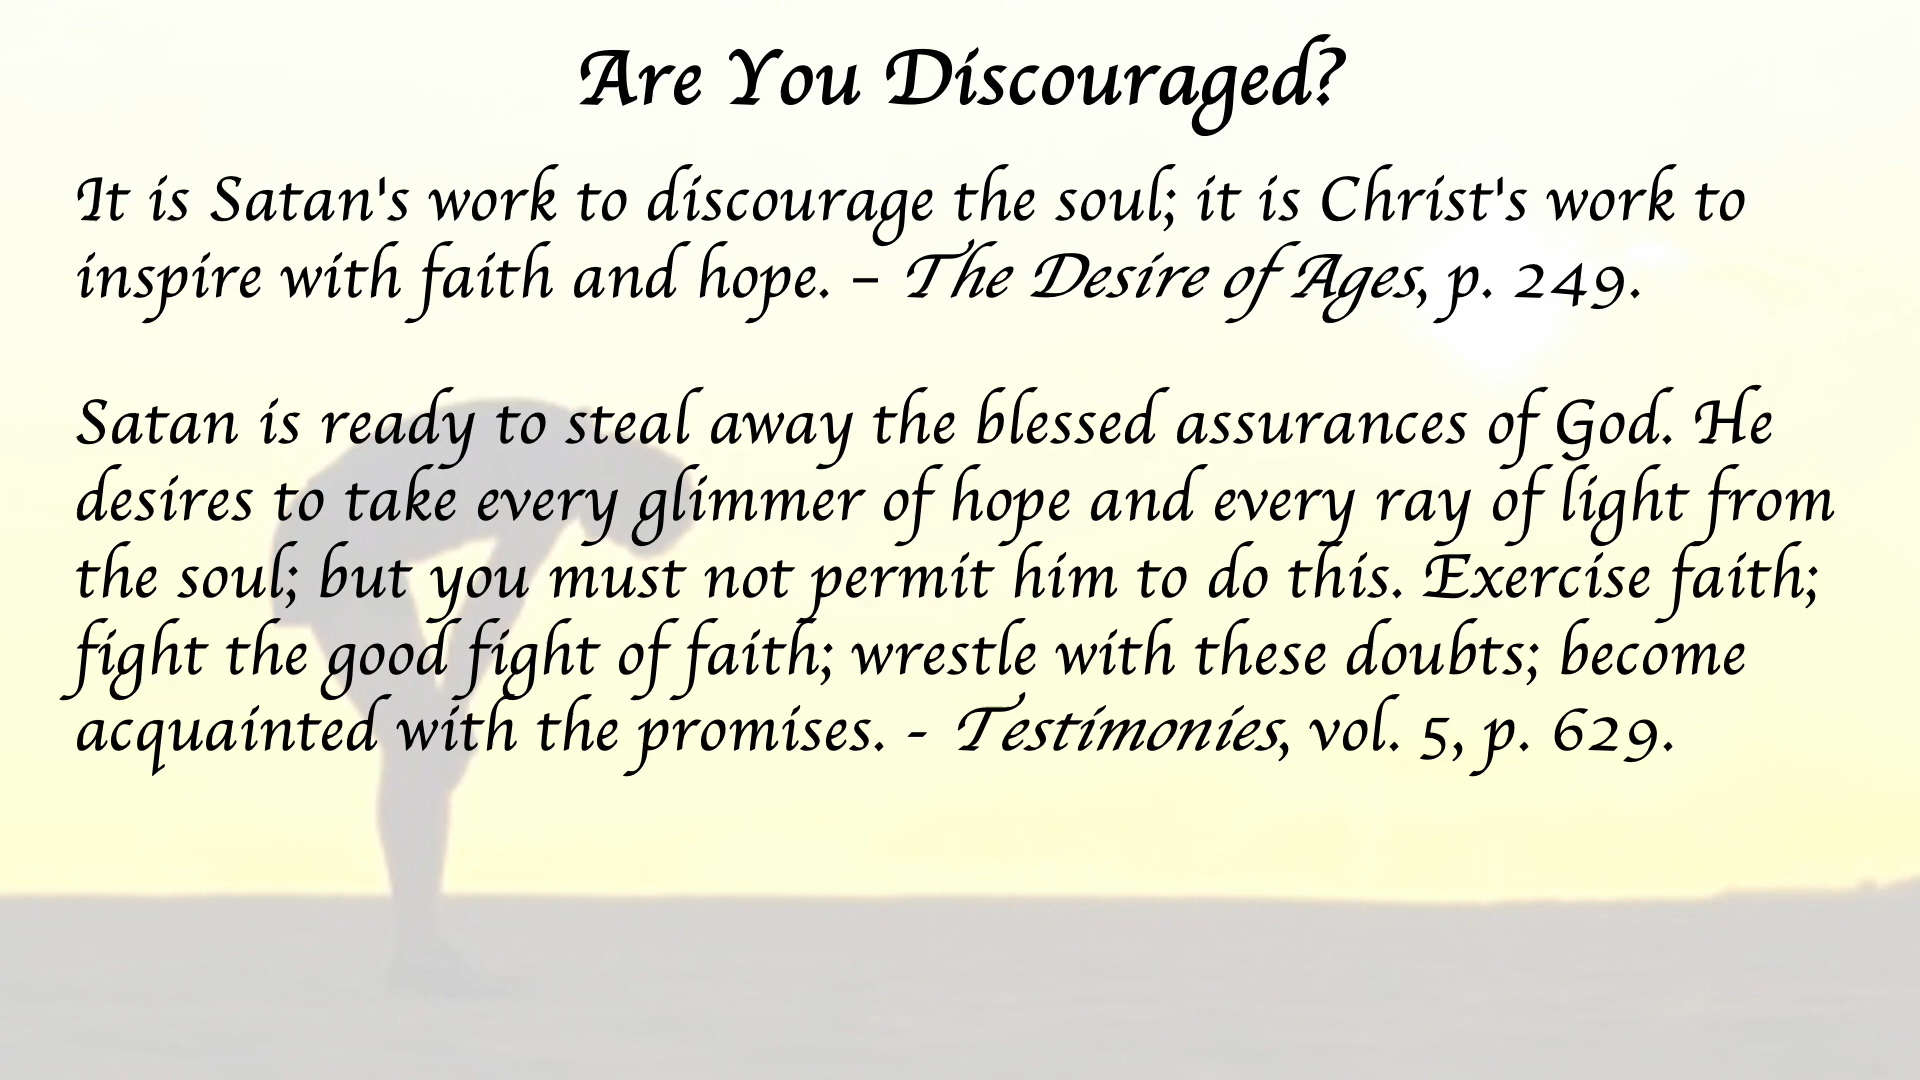 Are You Discouraged?
It is Satan's work to discourage the soul; it is Christ's work to
inspire with faith and hope. – The Desire of Ages, p. 249.
Satan is ready to steal away the blessed assurances of God. He
desires to take every glimmer of hope and every ray of light from
the soul; but you must not permit him to do this. Exercise faith;
fight the good fight of faith; wrestle with these doubts; become
acquainted with the promises. - Testimonies, vol. 5, p. 629.